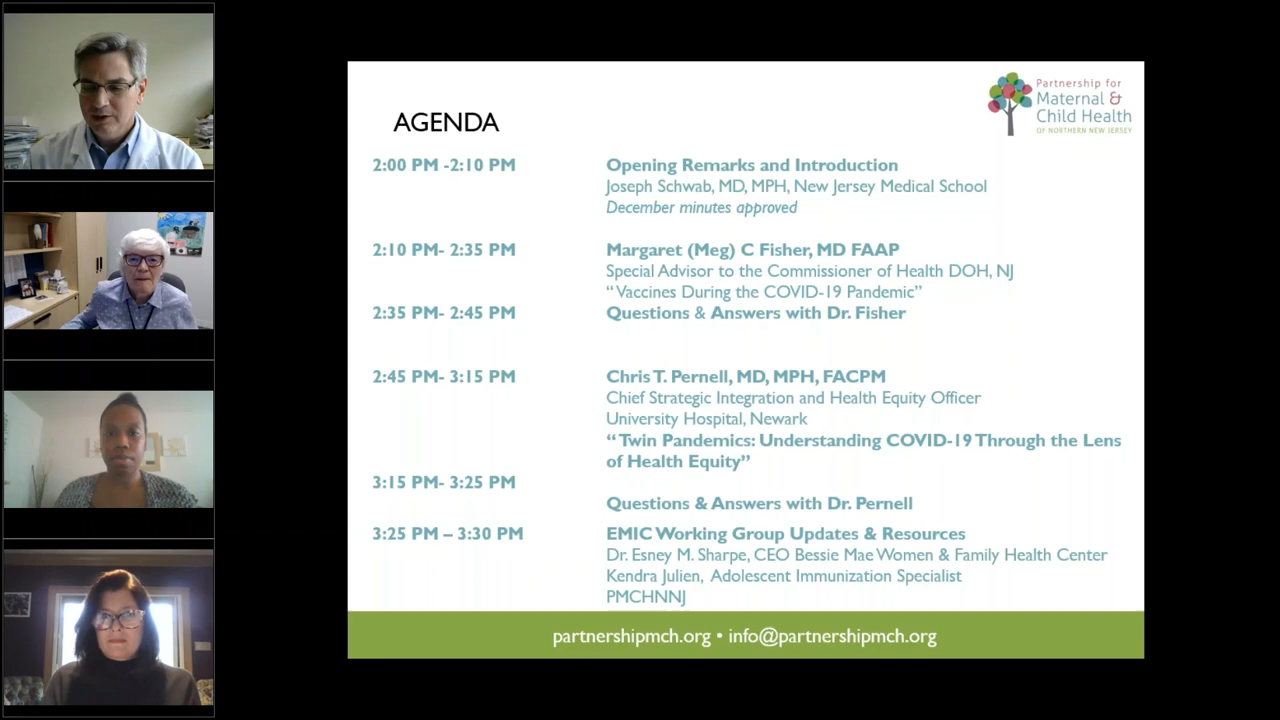 Partnership for
Maternal &
Child Health
OF NORTHERN NEW JERSEY
AGENDA
2:00 PM -2:10 PM
Opening Remarks and Introduction
Joseph Schwab, MD, MPH, New Jersey Medical School
December minutes approved
2:10 PM- 2:35 PM
Margaret (Meg) C Fisher, MD FAAP
Special Advisor to the Commissioner of Health DOH, NJ
“Vaccines During the COVID-19 Pandemic”
2:35 PM- 2:45 PM
Questions & Answers with Dr. Fisher
2:45 PM- 3:15 PM
Chris T. Pernell, MD, MPH, FACPM
Chief Strategic Integration and Health Equity Officer
University Hospital, Newark
“Twin Pandemics: Understanding COVID-19 Through the Lens
of Health Equity”
3:15 PM- 3:25 PM
Questions & Answers with Dr. Pernell
3:25 PM – 3:30 PM
EMIC Working Group Updates & Resources
Dr. Esney M. Sharpe, CEO Bessie Mae Women & Family Health Center
Kendra Julien, Adolescent Immunization Specialist
PMCHNNJ
partnershipmch.org • info@partnershipmch.org